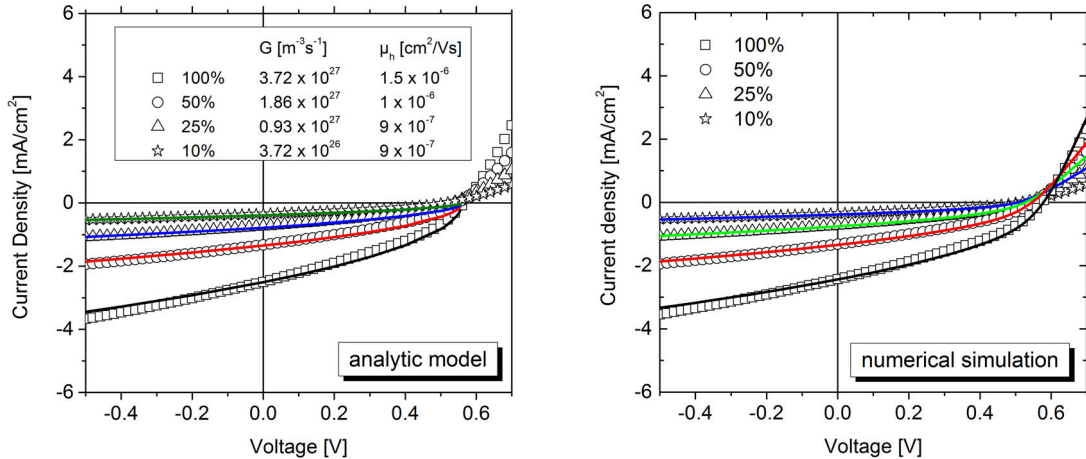 G [m⁻³s⁻¹] μₕ [cm²/Vs]
100% 3.72 x 10²⁷ 1.5 x 10⁻⁶
50% 1.86 x 10²⁷ 1 x 10⁻⁶
25% 0.93 x 10²⁷ 9 x 10⁻⁷
10% 3.72 x 10²⁶ 9 x 10⁻⁷
6
4
2
0
-2
-4
-6
Current Density [mA/cm²]
analytic model
-0.4 -0.2 0.0 0.2 0.4 0.6
Voltage [V]
100%
50%
25%
10%
6
4
2
0
-2
-4
-6
Current density [mA/cm²]
numerical simulation
-0.4 -0.2 0.0 0.2 0.4 0.6
Voltage [V]